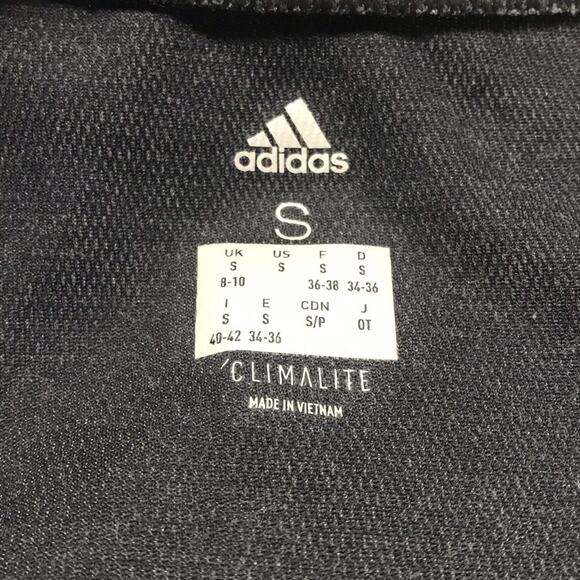 adidas
S
UK US F D
S S S S
8-10 36-38 34-36
I E CDN J
S S S/P OT
40-42 34-36
'CLIMALITE
MADE IN VIETNAM